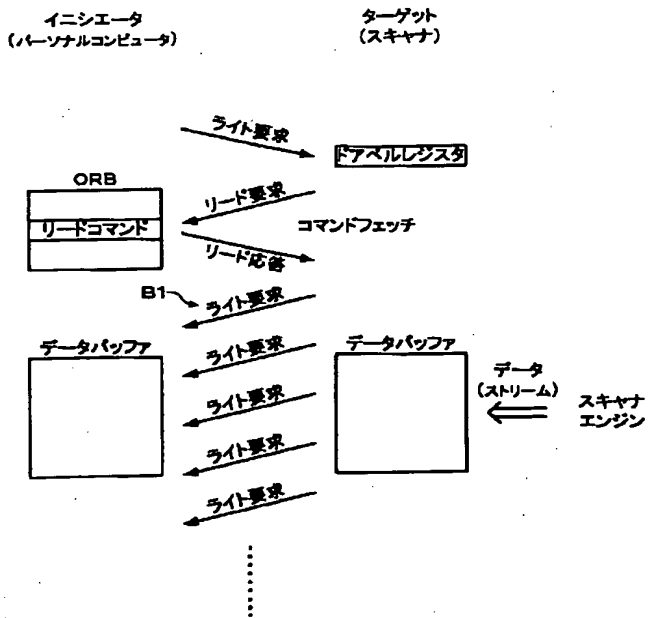 イニシエータ
(パーソナルコンピュータ)
ターゲット
(スキャナ)
ライト要求
ドアベルレジスタ
ORB
リード要求
リードコマンド
コマンドフェッチ
リード応答
B1
ライト要求
データバッファ
ライト要求
データバッファ
データ
(ストリーム)
スキャナ
エンジン
ライト要求
ライト要求
ライト要求